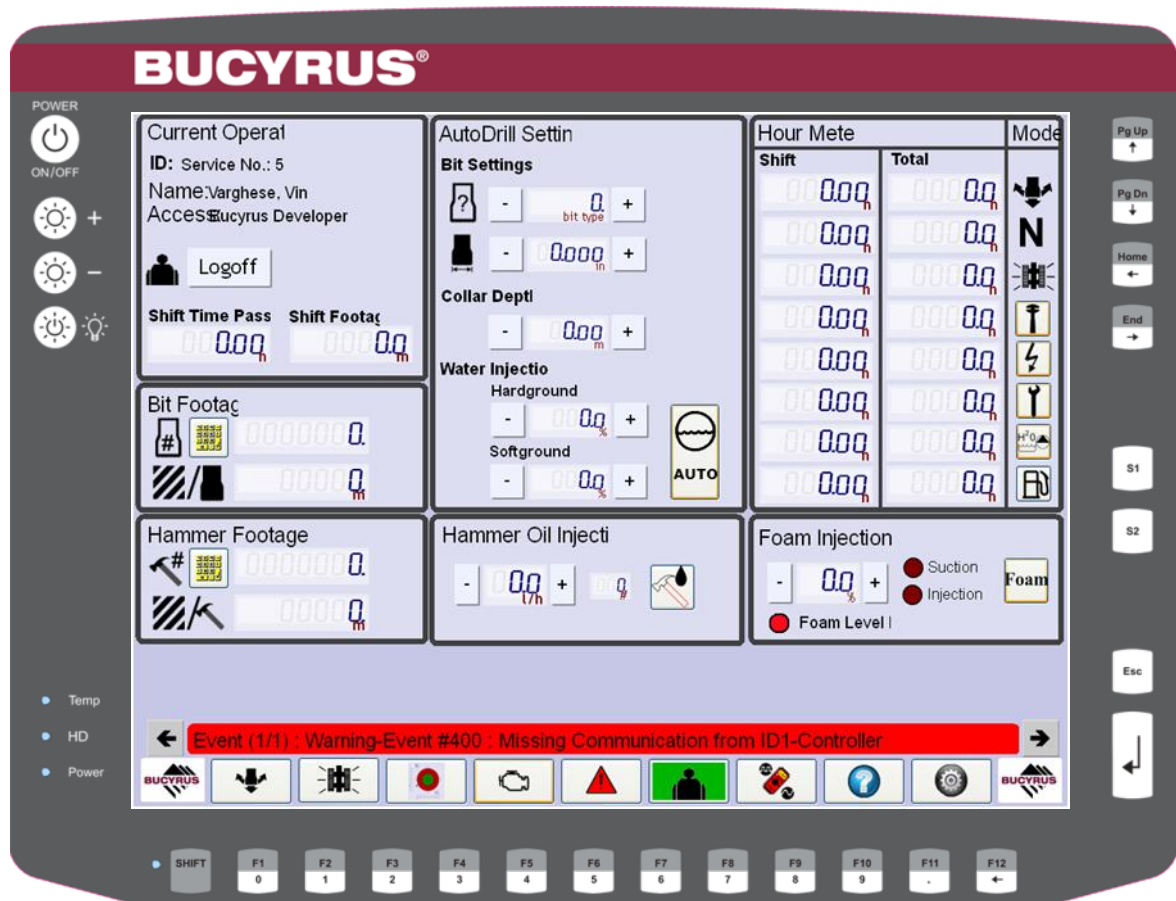 BUCYRUS®
POWER
ON/OFF
+
−
Current Operat
ID: Service No.: 5
Name:Varghese, Vin
Access:Bucyrus Developer
Logoff
Shift Time Pass Shift Footag
0.0 h 0.0 m
Bit Footag
# 0.
0. m
Hammer Footage
# 0.
0. m
AutoDrill Settin
Bit Settings
? - 0. bit type +
- 0.000 in +
Collar Deptl
- 0.00 m +
Water Injectio
Hardground
- 0.0 % +
Softground
- 0.0 % +
AUTO
Hammer Oil Injecti
- 0.0 l/h + 0 #
Hour Mete Mode
Shift Total
0.00 h 0.0 h
0.00 h 0.0 h N
0.00 h 0.0 h
0.00 h 0.0 h
0.00 h 0.0 h
0.00 h 0.0 h
0.00 h 0.0 h H²O
0.00 h 0.0 h
Foam Injection
- 0.0 % +
Suction
Injection
Foam
Foam Level
Event (1/1) : Warning-Event #400 : Missing Communication from ID1-Controller
BUCYRUS ? BUCYRUS
Temp
HD
Power
Pg Up
Pg Dn
Home
End
S1
S2
Esc
SHIFT F1 F2 F3 F4 F5 F6 F7 F8 F9 F10 F11 F12
0 1 2 3 4 5 6 7 8 9 .